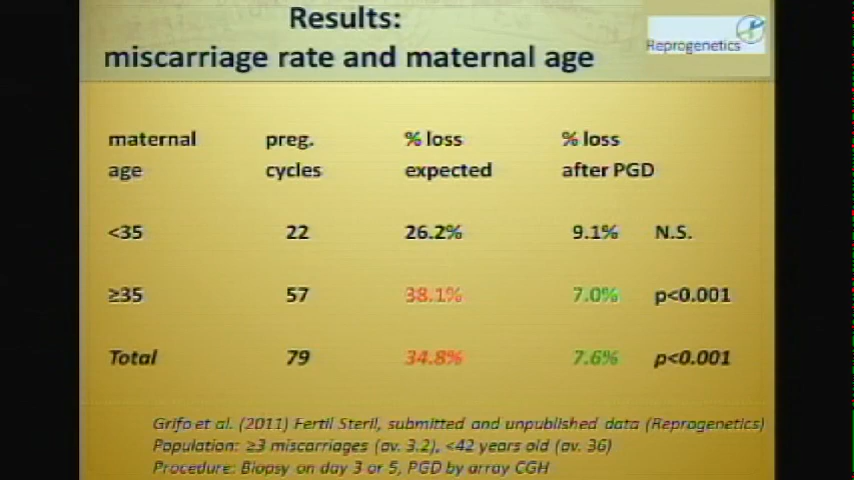 Results:
miscarriage rate and maternal age
Reprogenetics
maternal age preg. cycles % loss expected % loss after PGD
<35 22 26.2% 9.1% N.S.
≥35 57 38.1% 7.0% p<0.001
Total 79 34.8% 7.6% p<0.001
Grifo et al. (2011) Fertil Steril, submitted and unpublished data (Reprogenetics)
Population: ≥3 miscarriages (av. 3.2), <42 years old (av. 36)
Procedure: Biopsy on day 3 or 5, PGD by array CGH